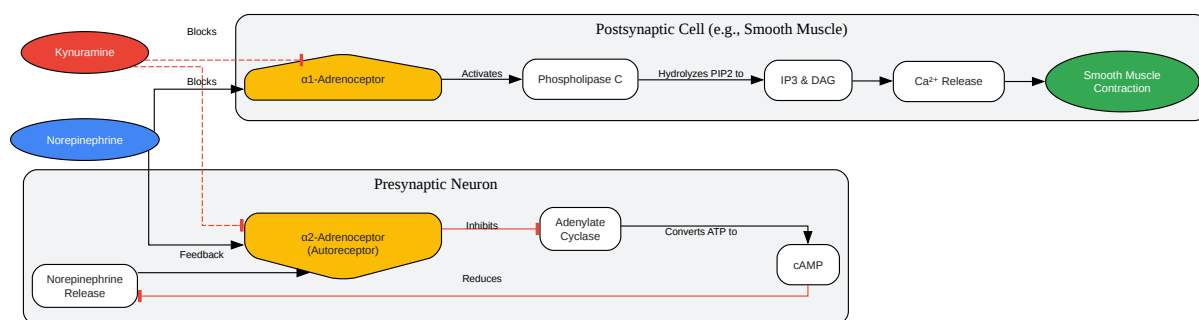 Postsynaptic Cell (e.g., Smooth Muscle)
Blocks
Kynuramine
α1-Adrenoceptor
Activates
Phospholipase C
Hydrolyzes PIP2 to
IP3 & DAG
Ca²⁺ Release
Smooth Muscle
Contraction
Blocks
Norepinephrine
Presynaptic Neuron
α2-Adrenoceptor
(Autoreceptor)
Inhibits
Adenylate
Cyclase
Converts ATP to
cAMP
Feedback
Norepinephrine
Release
Reduces